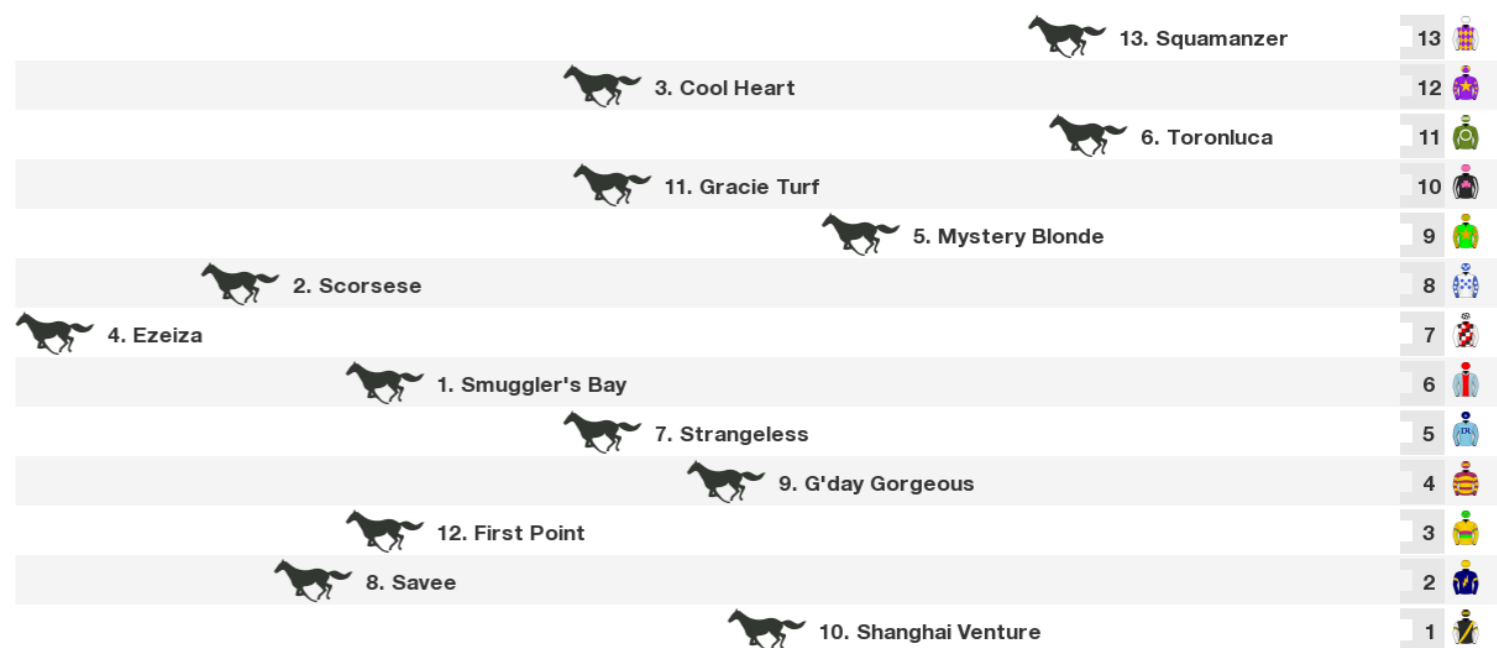 13. Squamanzer 13
3. Cool Heart 12
6. Toronluca 11
11. Gracie Turf 10
5. Mystery Blonde 9
2. Scorsese 8
4. Ezeiza 7
1. Smuggler's Bay 6
7. Strangeless 5
9. G'day Gorgeous 4
12. First Point 3
8. Savee 2
10. Shanghai Venture 1